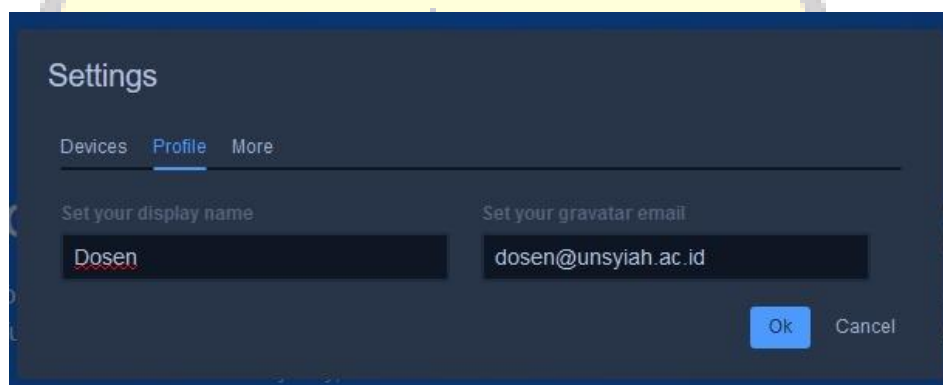 Settings
Devices Profile More
Set your display name Set your gravatar email
Dosen dosen@unsyiah.ac.id
Ok Cancel